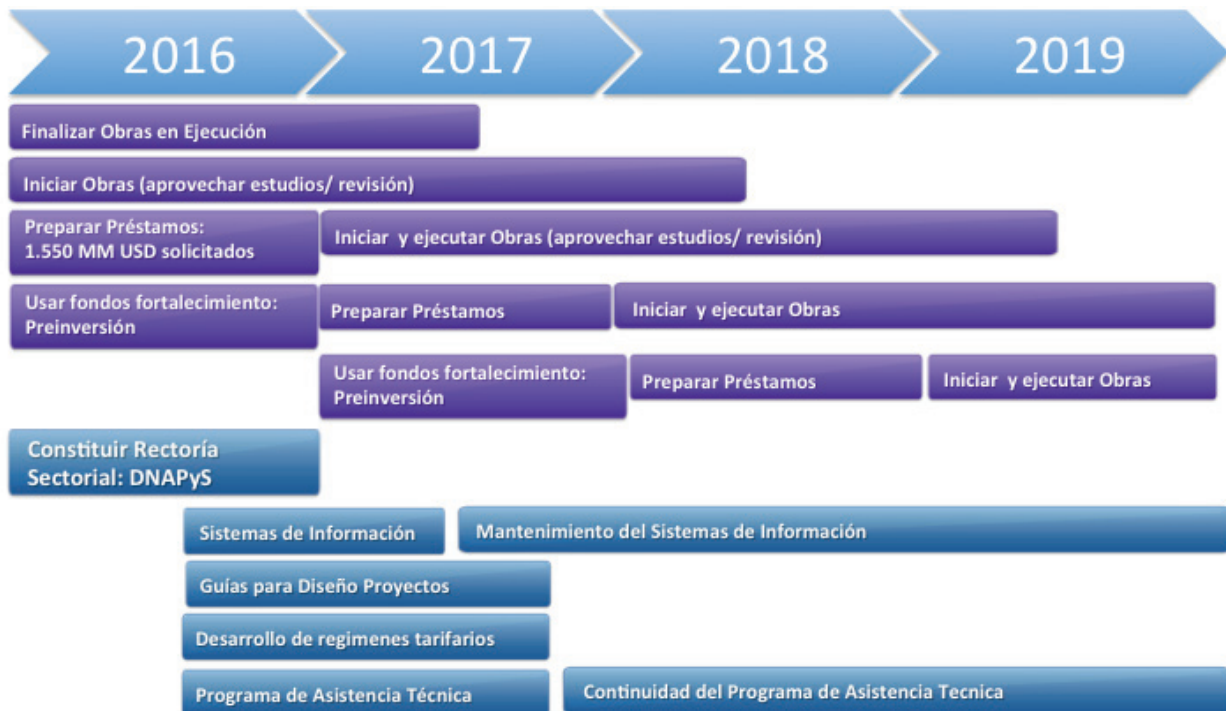 2016
2017
2018
2019
Finalizar Obras en Ejecución
Iniciar Obras (aprovechar estudios/ revisión)
Preparar Préstamos:
1.550 MM USD solicitados
Iniciar y ejecutar Obras (aprovechar estudios/ revisión)
Usar fondos fortalecimiento:
Preinversión
Preparar Préstamos
Iniciar y ejecutar Obras
Usar fondos fortalecimiento:
Preinversión
Preparar Préstamos
Iniciar y ejecutar Obras
Constituir Rectoría
Sectorial: DNAPyS
Sistemas de Información
Mantenimiento del Sistemas de Información
Guías para Diseño Proyectos
Desarrollo de regimenes tarifarios
Programa de Asistencia Técnica
Continuidad del Programa de Asistencia Tecnica